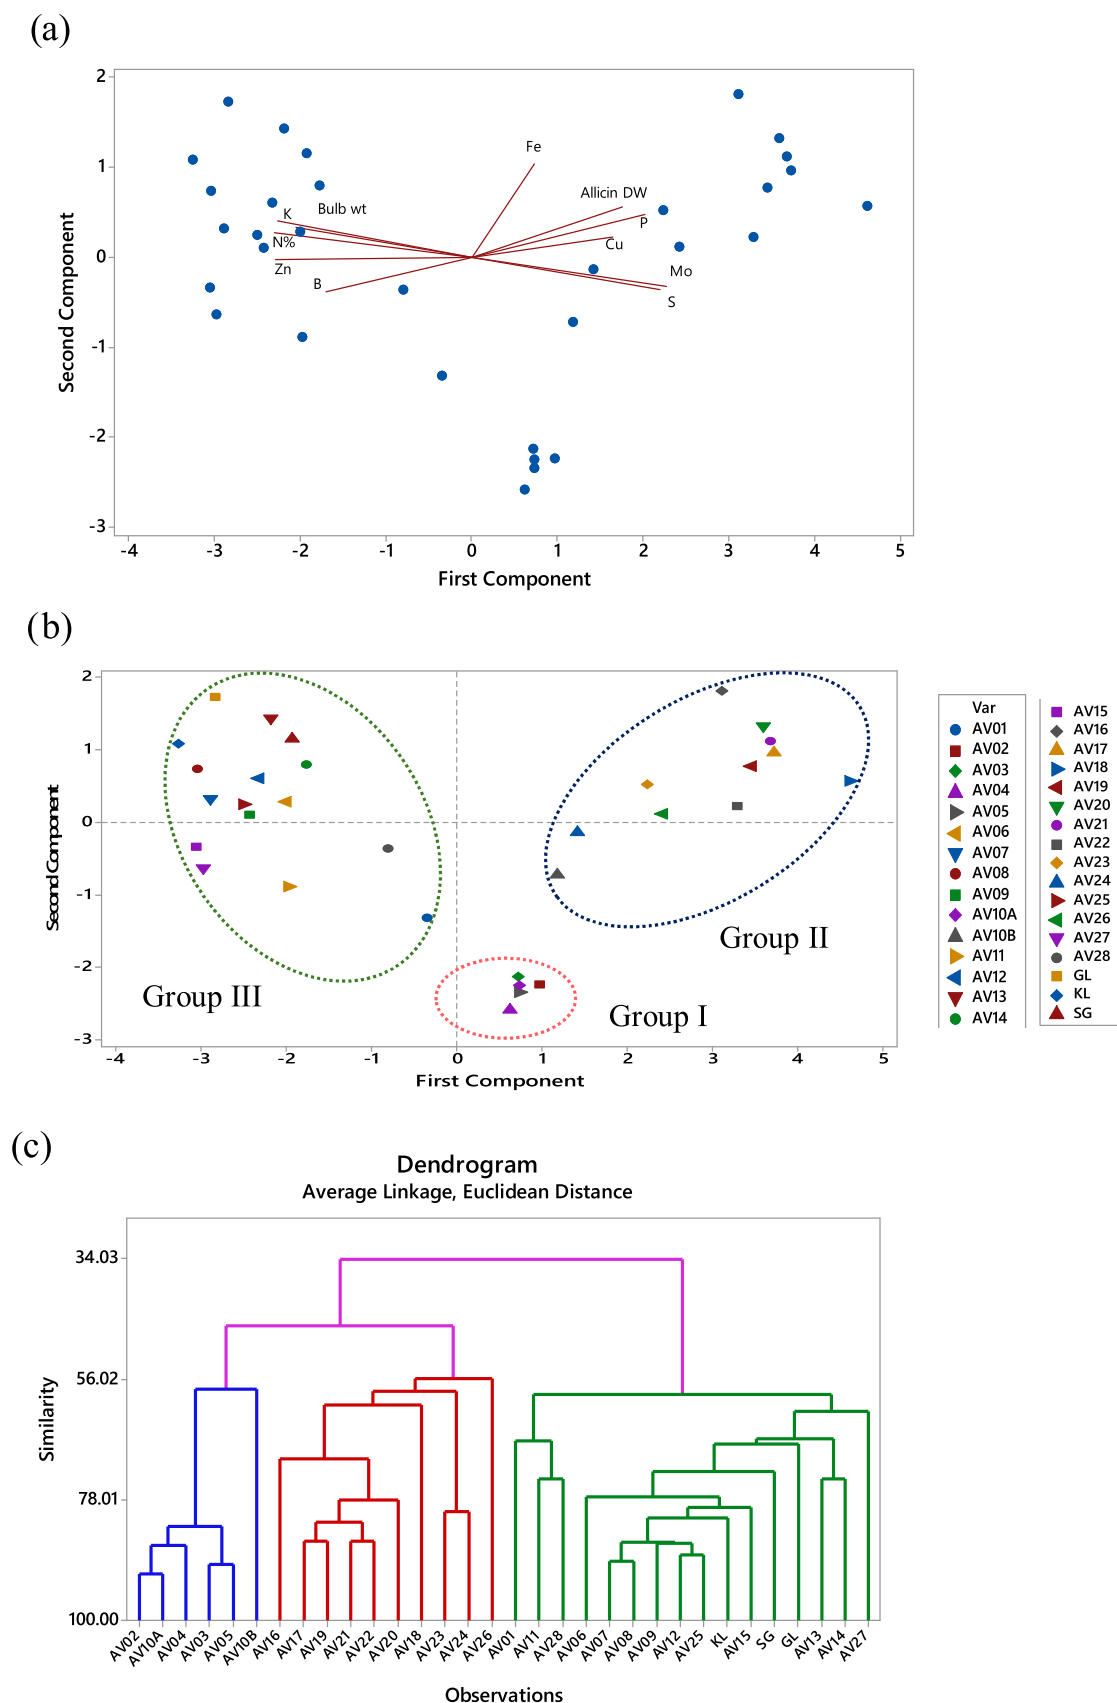 (a)
2
1
0
-1
-2
-3
Second Component
Fe
Allicin DW
P
Cu
Mo
S
K
Bulb wt
N%
Zn
B
-4 -3 -2 -1 0 1 2 3 4 5
First Component
(b)
2
1
0
-1
-2
-3
Second Component
Group III
Group I
Group II
-4 -3 -2 -1 0 1 2 3 4 5
First Component
Var
AV01
AV02
AV03
AV04
AV05
AV06
AV07
AV08
AV09
AV10A
AV10B
AV11
AV12
AV13
AV14
AV15
AV16
AV17
AV18
AV19
AV20
AV21
AV22
AV23
AV24
AV25
AV26
AV27
AV28
GL
KL
SG
(c)
Dendrogram
Average Linkage, Euclidean Distance
34.03
56.02
78.01
100.00
Similarity
AV02 AV10A AV04 AV03 AV05 AV10B AV16 AV17 AV19 AV21 AV22 AV20 AV18 AV23 AV24 AV26 AV01 AV11 AV28 AV06 AV07 AV08 AV09 AV12 AV25 KL AV15 SG GL AV13 AV14 AV27
Observations